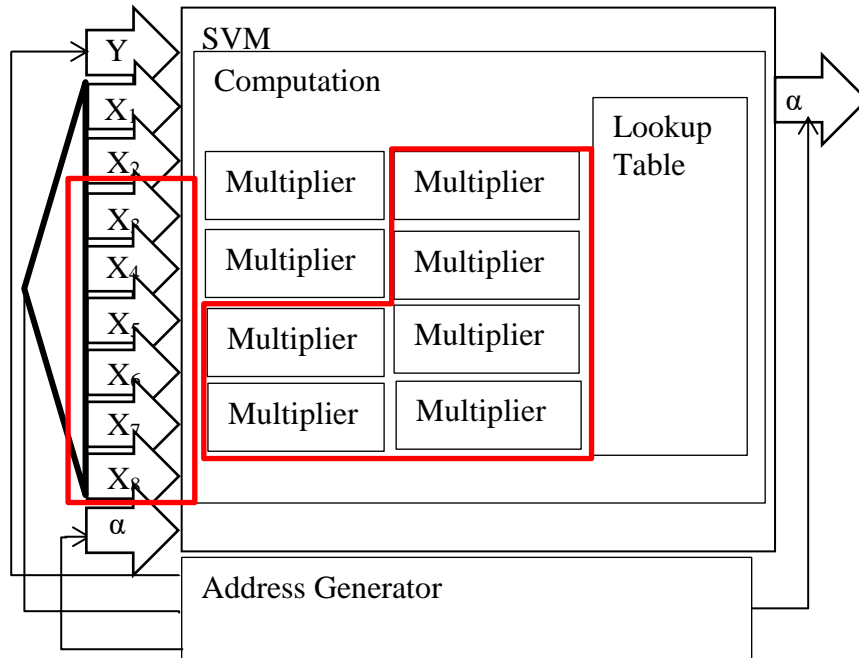 Y
SVM
Computation
X₁
α
Lookup
Table
X₂
Multiplier Multiplier
X₃
Multiplier Multiplier
X₄
X₅
Multiplier Multiplier
X₆
Multiplier Multiplier
X₇
X₈
α
Address Generator